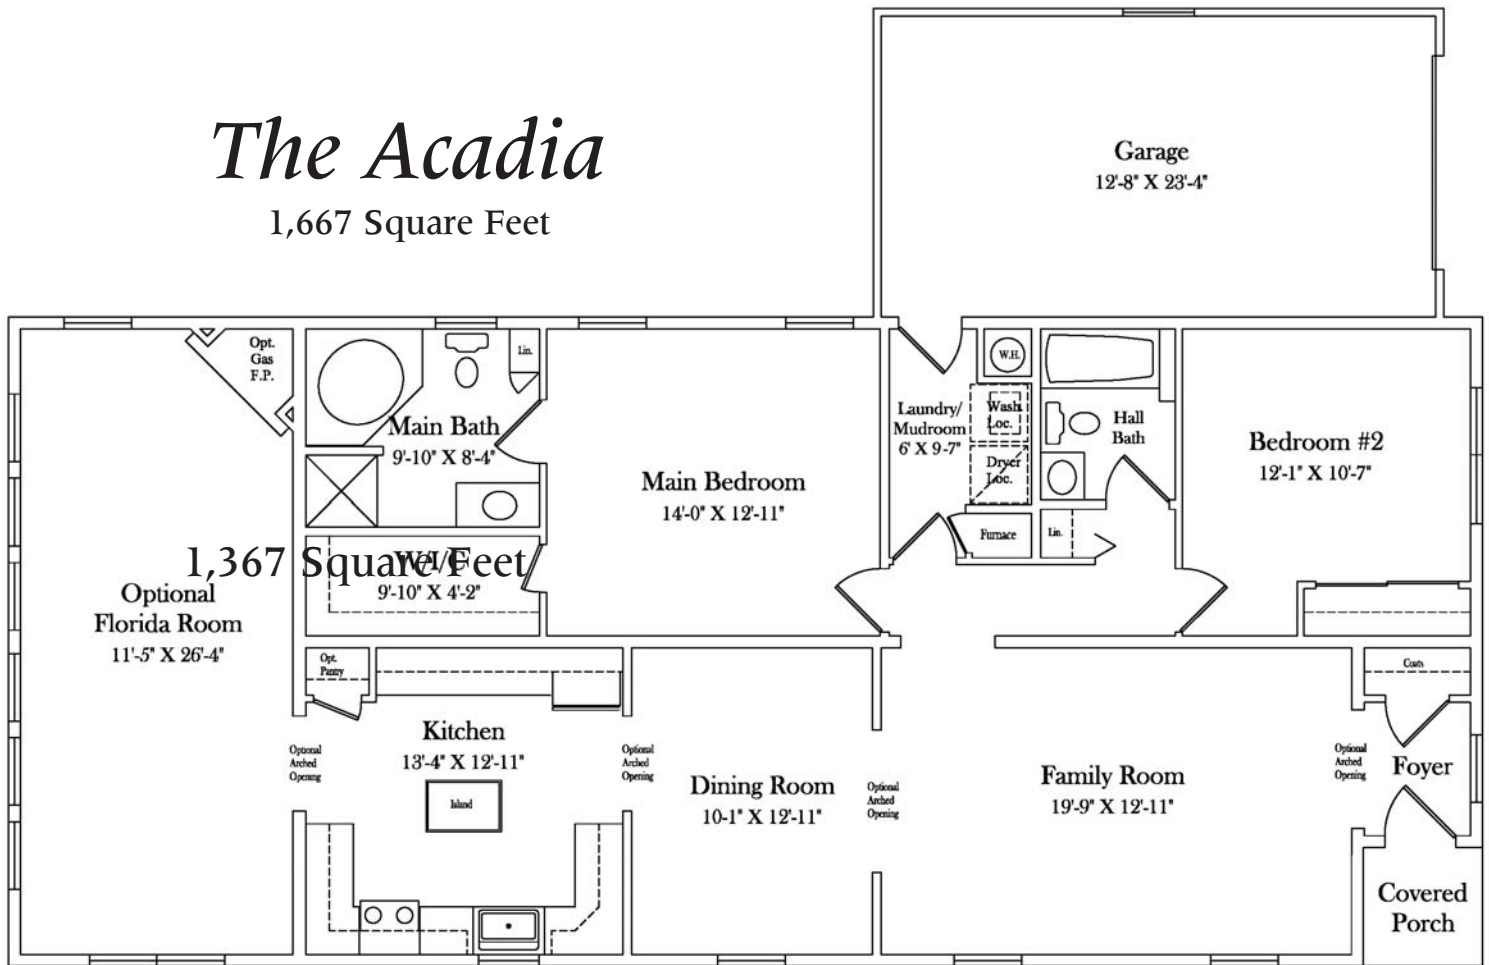 The Acadia
1,667 Square Feet
Garage
12'-8" X 23'-4"
Opt.
Gas
F.P.
Lin.
Main Bath
9'-10" X 8'-4"
Main Bedroom
14'-0" X 12'-11"
Laundry/
Mudroom
6' X 9-7"
W.H.
Wash
Loc.
Dryer
Loc.
Furnace
Hall
Bath
Lin.
Bedroom #2
12'-1" X 10'-7"
1,367 Square Feet
W/I/C
9'-10" X 4'-2"
Optional
Florida Room
11'-5" X 26'-4"
Opt.
Pantry
Kitchen
13'-4" X 12'-11"
Island
Optional
Arched
Opening
Optional
Arched
Opening
Dining Room
10-1" X 12'-11"
Optional
Arched
Opening
Family Room
19'-9" X 12'-11"
Optional
Arched
Opening
Coats
Foyer
Covered
Porch